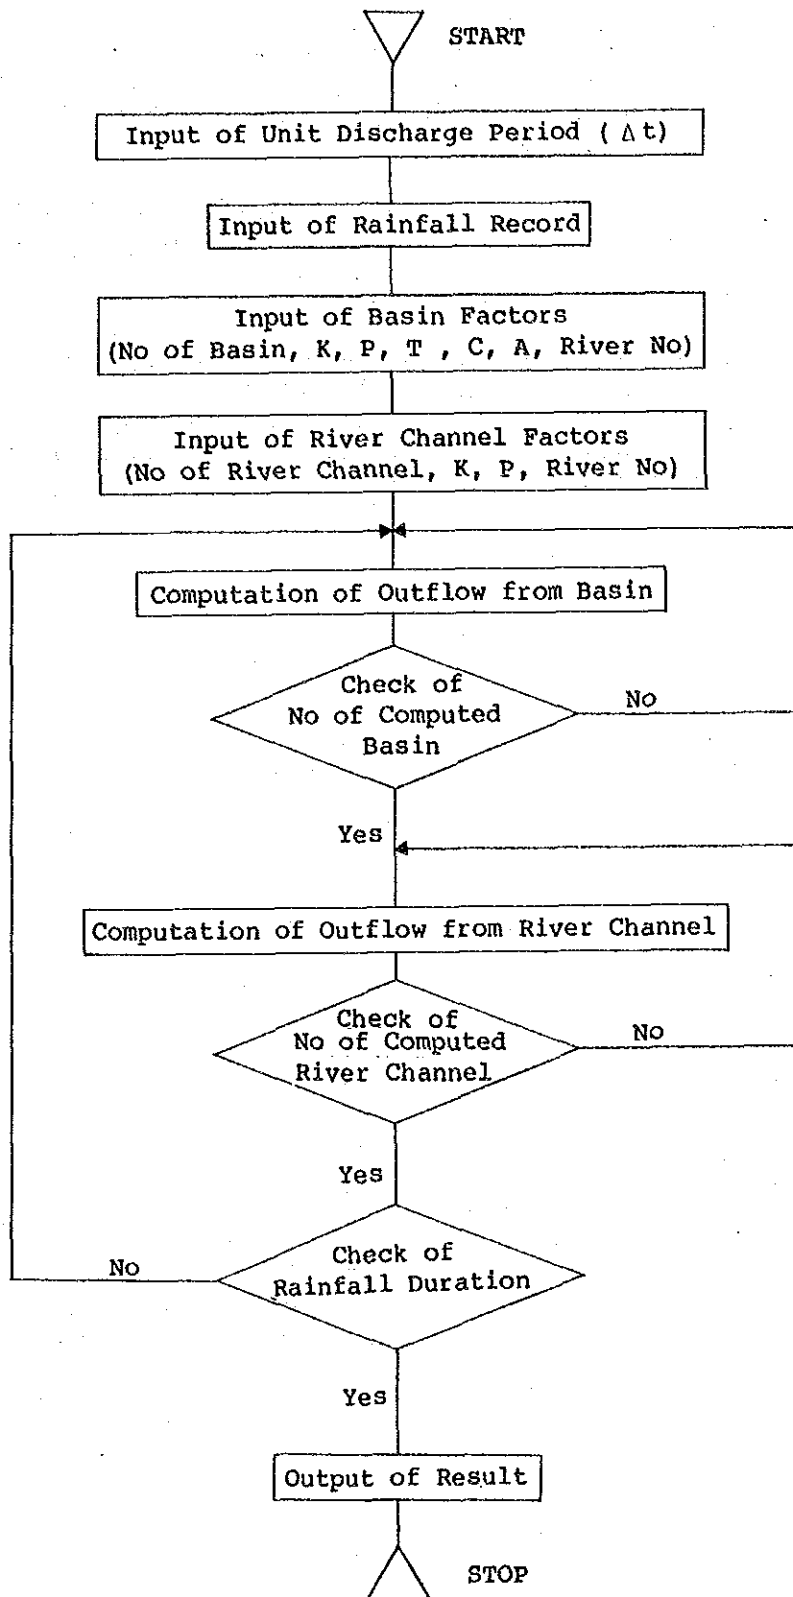 START
Input of Unit Discharge Period ( Δt)
Input of Rainfall Record
Input of Basin Factors
(No of Basin, K, P, T , C, A, River No)
Input of River Channel Factors
(No of River Channel, K, P, River No)
Computation of Outflow from Basin
Check of
No of Computed
Basin
No
Yes
Computation of Outflow from River Channel
Check of
No of Computed
River Channel
No
Yes
Check of
Rainfall Duration
No
Yes
Output of Result
STOP